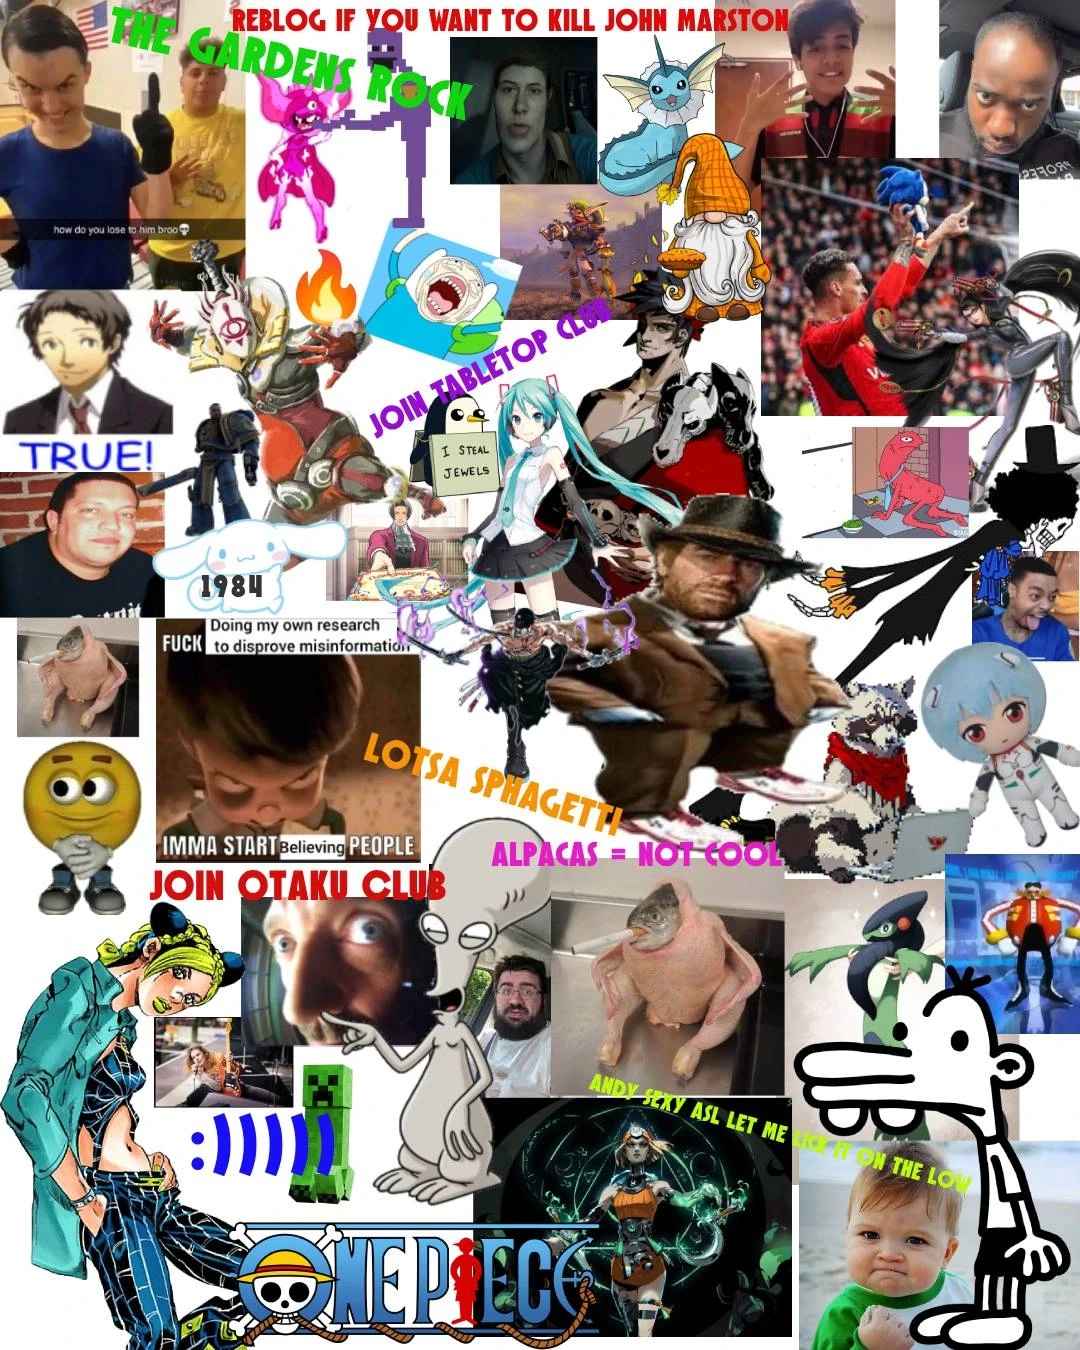 REBLOG IF YOU WANT TO KILL JOHN MARSTON
THE GARDENS ROCK
how do you lose to him broo💀
JOIN TABLETOP CLUB
TRUE!
I STEAL
JEWELS
1984
FUCK Doing my own research
to disprove misinformation
IMMA START Believing PEOPLE
LOTSA SPHAGETTI
ALPACAS = NOT COOL
JOIN OTAKU CLUB
ANDY SEXY ASL LET ME LICK IT ON THE LOW
:)))))
ONE PIECE